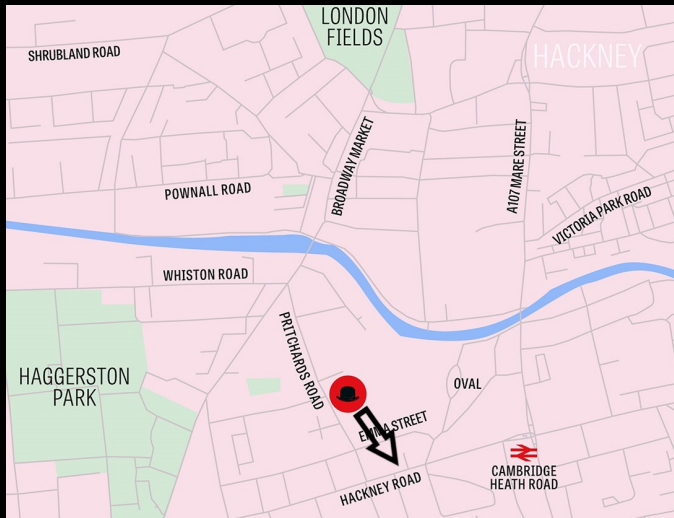 LONDON
FIELDS
SHRUBLAND ROAD
HACKNEY
BROADWAY MARKET
A107 MARE STREET
POWNALL ROAD
VICTORIA PARK ROAD
WHISTON ROAD
PRITCHARDS ROAD
HAGGERSTON
PARK
OVAL
EMMA STREET
HACKNEY ROAD
CAMBRIDGE
HEATH ROAD